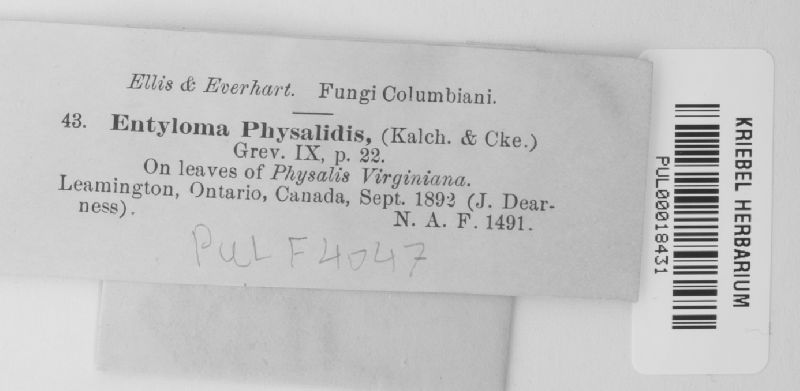 Ellis & Everhart. Fungi Columbiani.
43. Entyloma Physalidis, (Kalch. & Cke.)
Grev. IX, p. 22.
On leaves of Physalis Virginiana.
Leamington, Ontario, Canada, Sept. 1892 (J. Dear-
ness). N. A. F. 1491.
PUL F4047
KRIEBEL HERBARIUM
PUL00018431